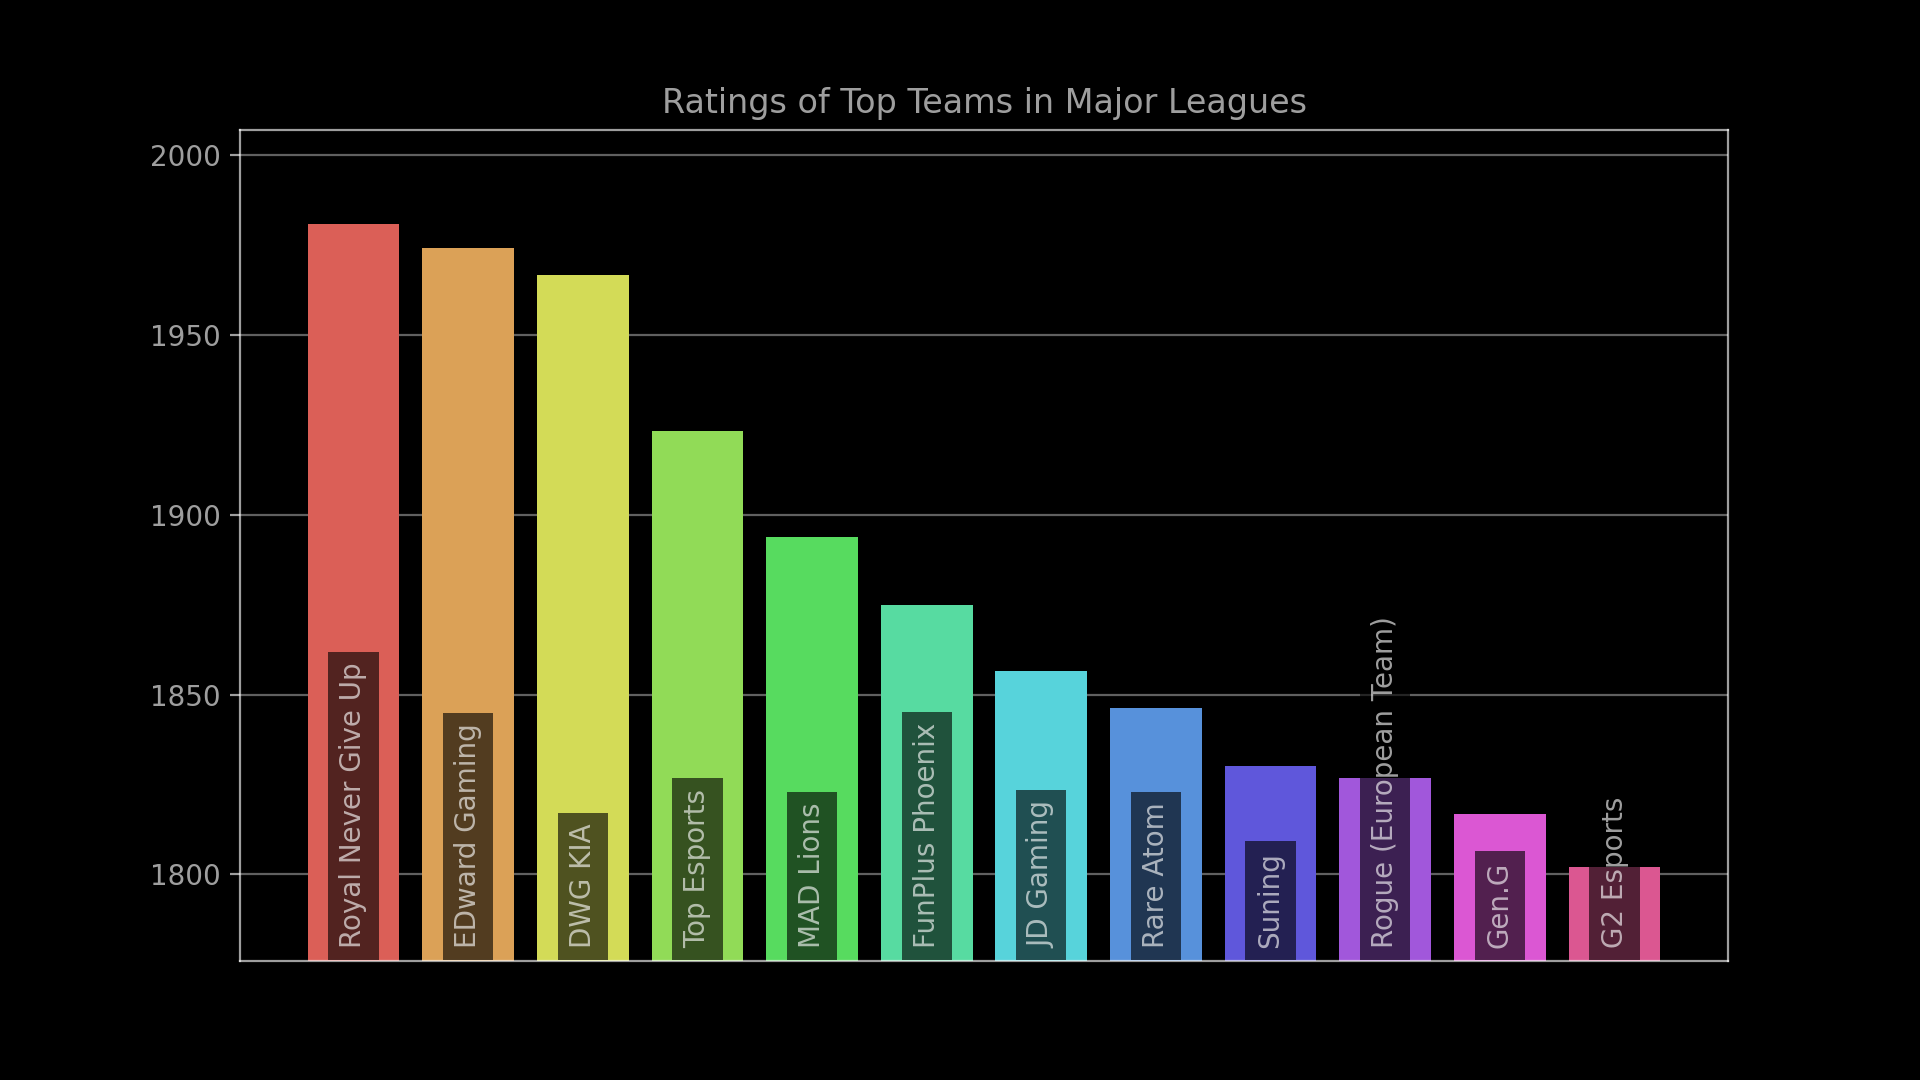 Ratings of Top Teams in Major Leagues
2000
1950
1900
1850
1800
Royal Never Give Up
EDward Gaming
DWG KIA
Top Esports
MAD Lions
FunPlus Phoenix
JD Gaming
Rare Atom
Suning
Rogue (European Team)
Gen.G
G2 Esports